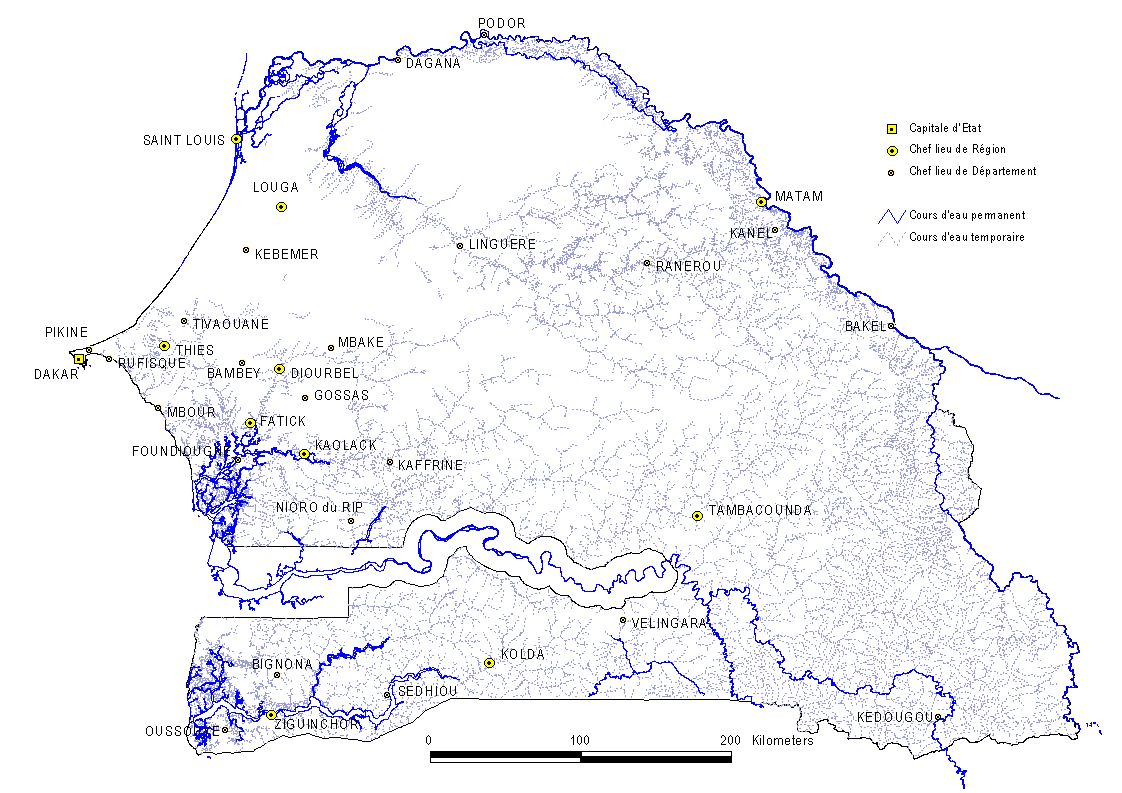 PODOR
DAGANA
SAINT LOUIS
Capitale d'Etat
Chef lieu de Région
Chef lieu de Département
LOUGA
MATAM
Cours d'eau permanent
KANEL
Cours d'eau temporaire
LINGUERE
KEBEMER
RANEROU
TIVAOUANE
BAKEL
PIKINE
MBAKE
THIES
RUFISQUE
DAKAR
BAMBEY
DIOURBEL
GOSSAS
MBOUR
FATICK
KAOLACK
FOUNDIOUGNE
KAFFRINE
NIORO du RIP
TAMBACOUNDA
VELINGARA
KOLDA
BIGNONA
SEDHIOU
KEDOUGOU
ZIGUINCHOR
OUSSOUYE
0 100 200 Kilometers